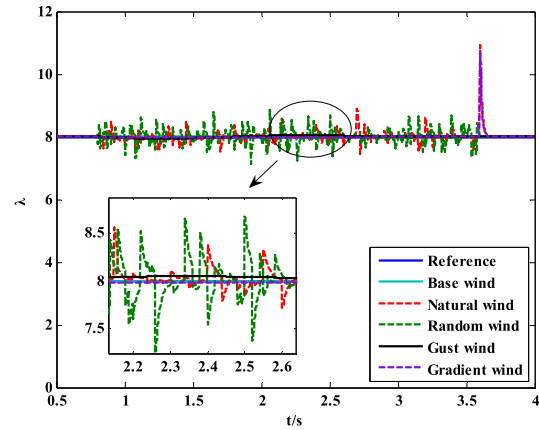 12
10
8
6
4
2
0
λ
0.5 1 1.5 2 2.5 3 3.5 4
t/s
8.5
8
7.5
2.2 2.3 2.4 2.5 2.6
Reference
Base wind
Natural wind
Random wind
Gust wind
Gradient wind